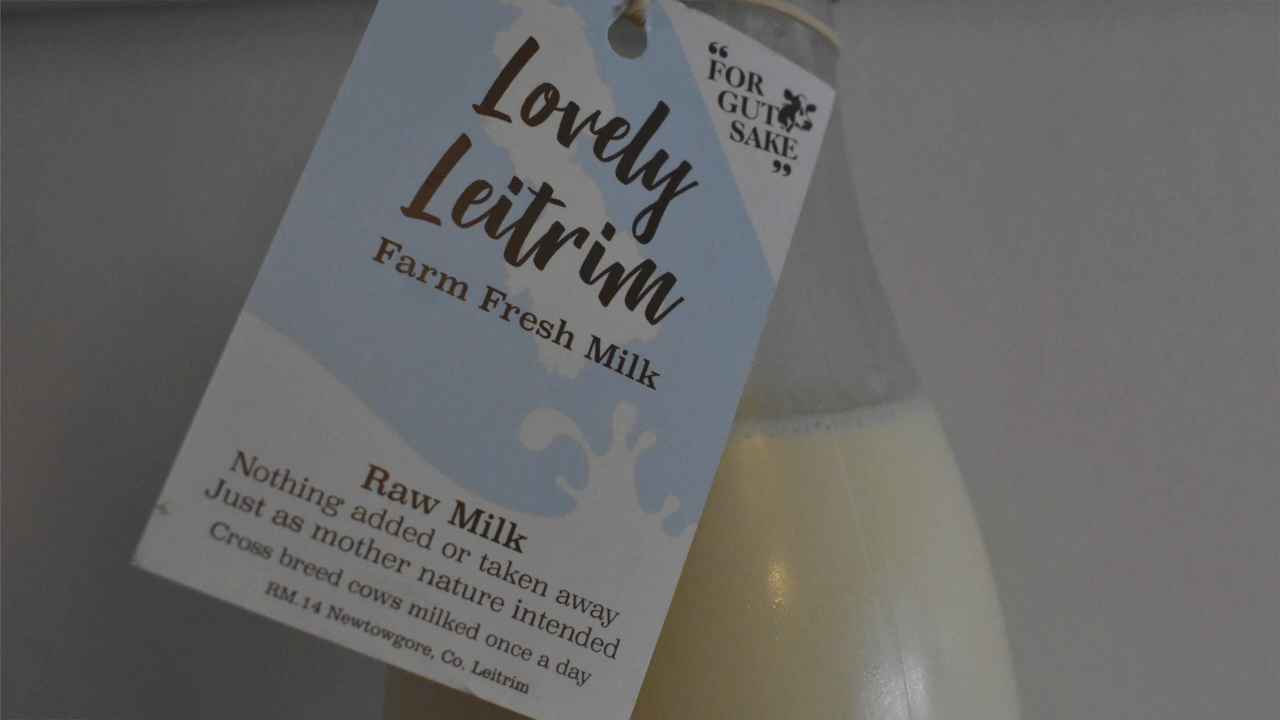 “
FOR
GUT
SAKE
”
Lovely
Leitrim
Farm Fresh Milk
Raw Milk
Nothing added or taken away
Just as mother nature intended
Cross breed cows milked once a day
RM.14 Newtowgore, Co. Leitrim